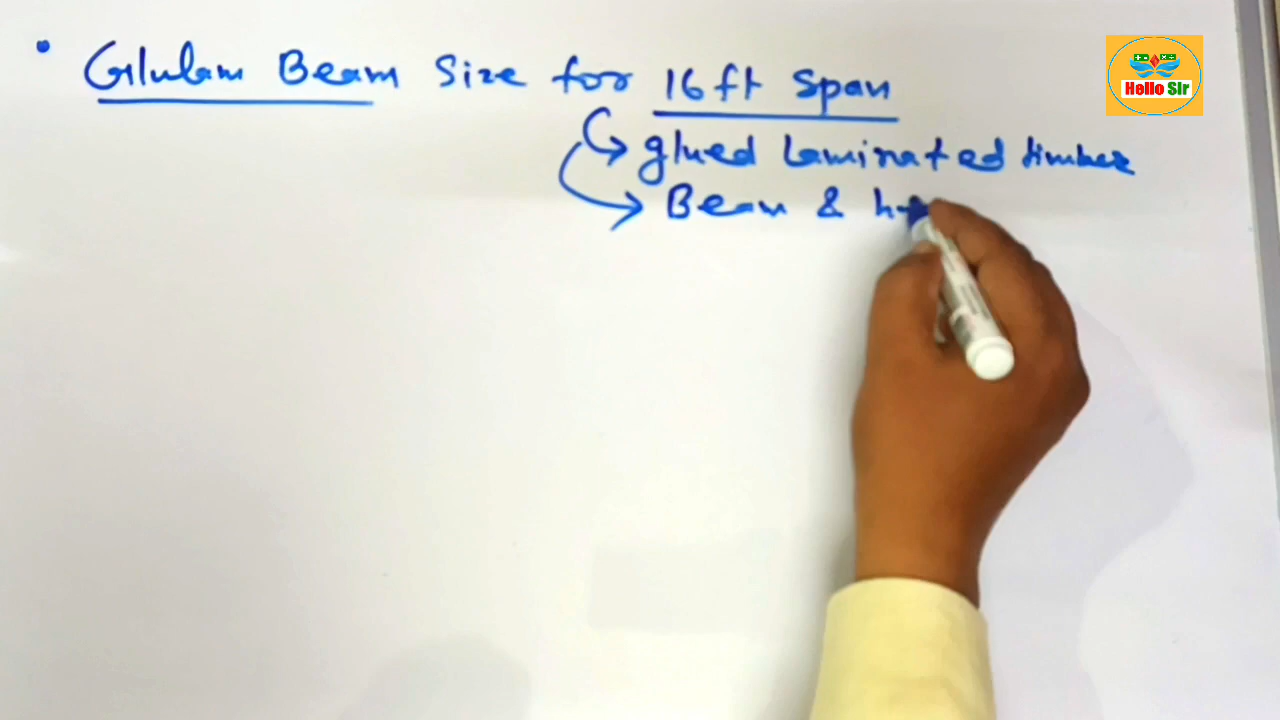 Glulam Beam Size for 16ft Span
glued laminated timber
Beam & h
Hello Sir